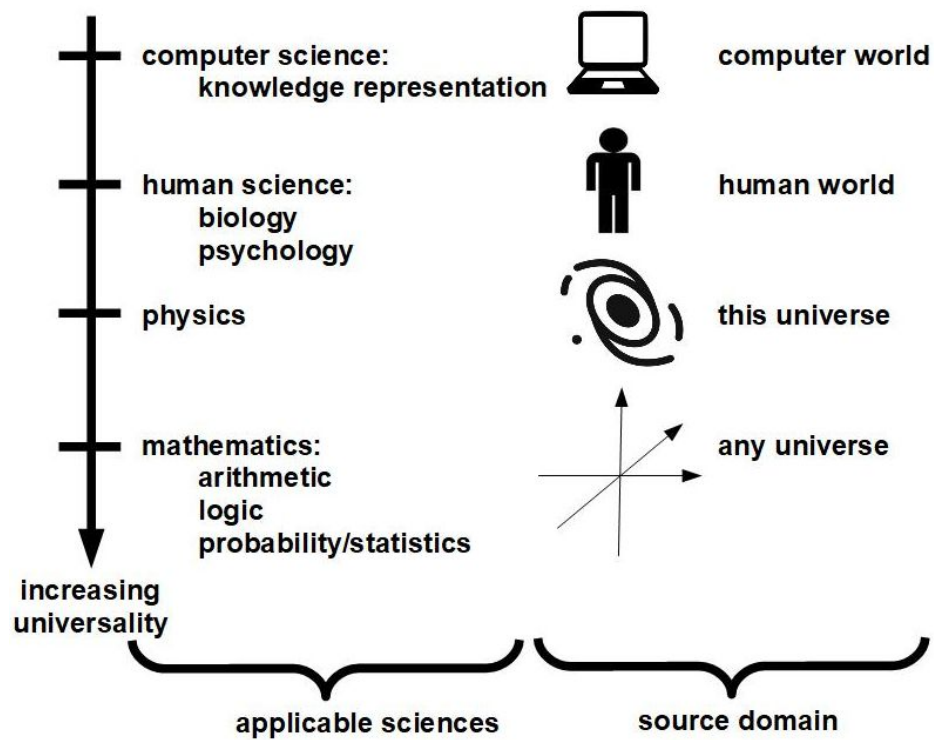 computer science:
knowledge representation
computer world
human science:
biology
psychology
human world
physics
this universe
mathematics:
arithmetic
logic
probability/statistics
any universe
increasing
universality
applicable sciences
source domain